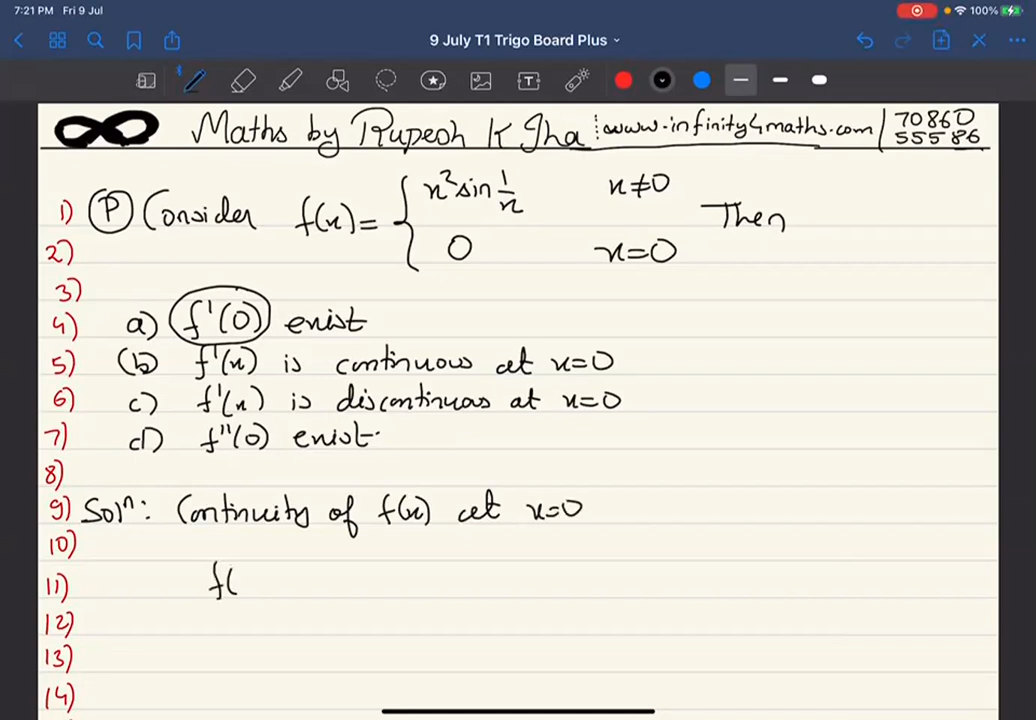 7:21 PM Fri 9 Jul 100%
9 July T1 Trigo Board Plus
∞ Maths by Rupesh K Jha www.infinity4maths.com 70860 55586
1) (P) Consider f(x)= { x² sin 1/x x≠0 Then
2) 0 x=0
3)
4) a) f'(0) exist
5) (b) f'(x) is continuous at x=0
6) c) f'(x) is discontinuous at x=0
7) d) f''(0) exist.
8)
9) Solⁿ: Continuity of f(x) at x=0
10)
11) f(
12)
13)
14)